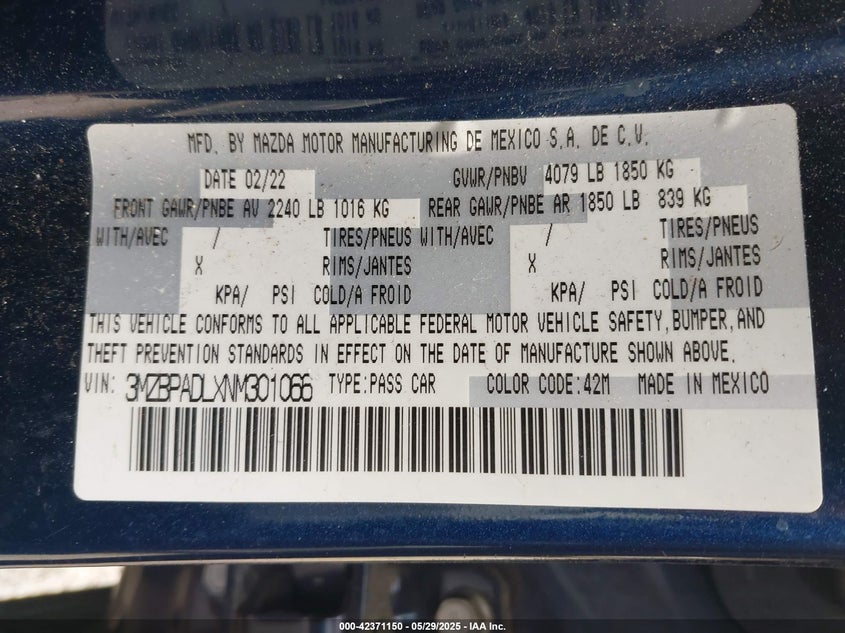 MFD. BY MAZDA MOTOR MANUFACTURING DE MEXICO S.A. DE C.V.
DATE 02/22 GVWR/PNBV 4079 LB 1850 KG
FRONT GAWR/PNBE AV 2240 LB 1016 KG REAR GAWR/PNBE AR 1850 LB 839 KG
WITH/AVEC / TIRES/PNEUS WITH/AVEC / TIRES/PNEUS
X RIMS/JANTES X RIMS/JANTES
KPA/ PSI COLD/A FROID KPA/ PSI COLD/A FROID
THIS VEHICLE CONFORMS TO ALL APPLICABLE FEDERAL MOTOR VEHICLE SAFETY, BUMPER, AND
THEFT PREVENTION STANDARDS IN EFFECT ON THE DATE OF MANUFACTURE SHOWN ABOVE.
VIN: 3MZBPADLXNM301066 TYPE:PASS CAR COLOR CODE:42M MADE IN MEXICO
000-42371150 — 05/29/2025 — IAA Inc.